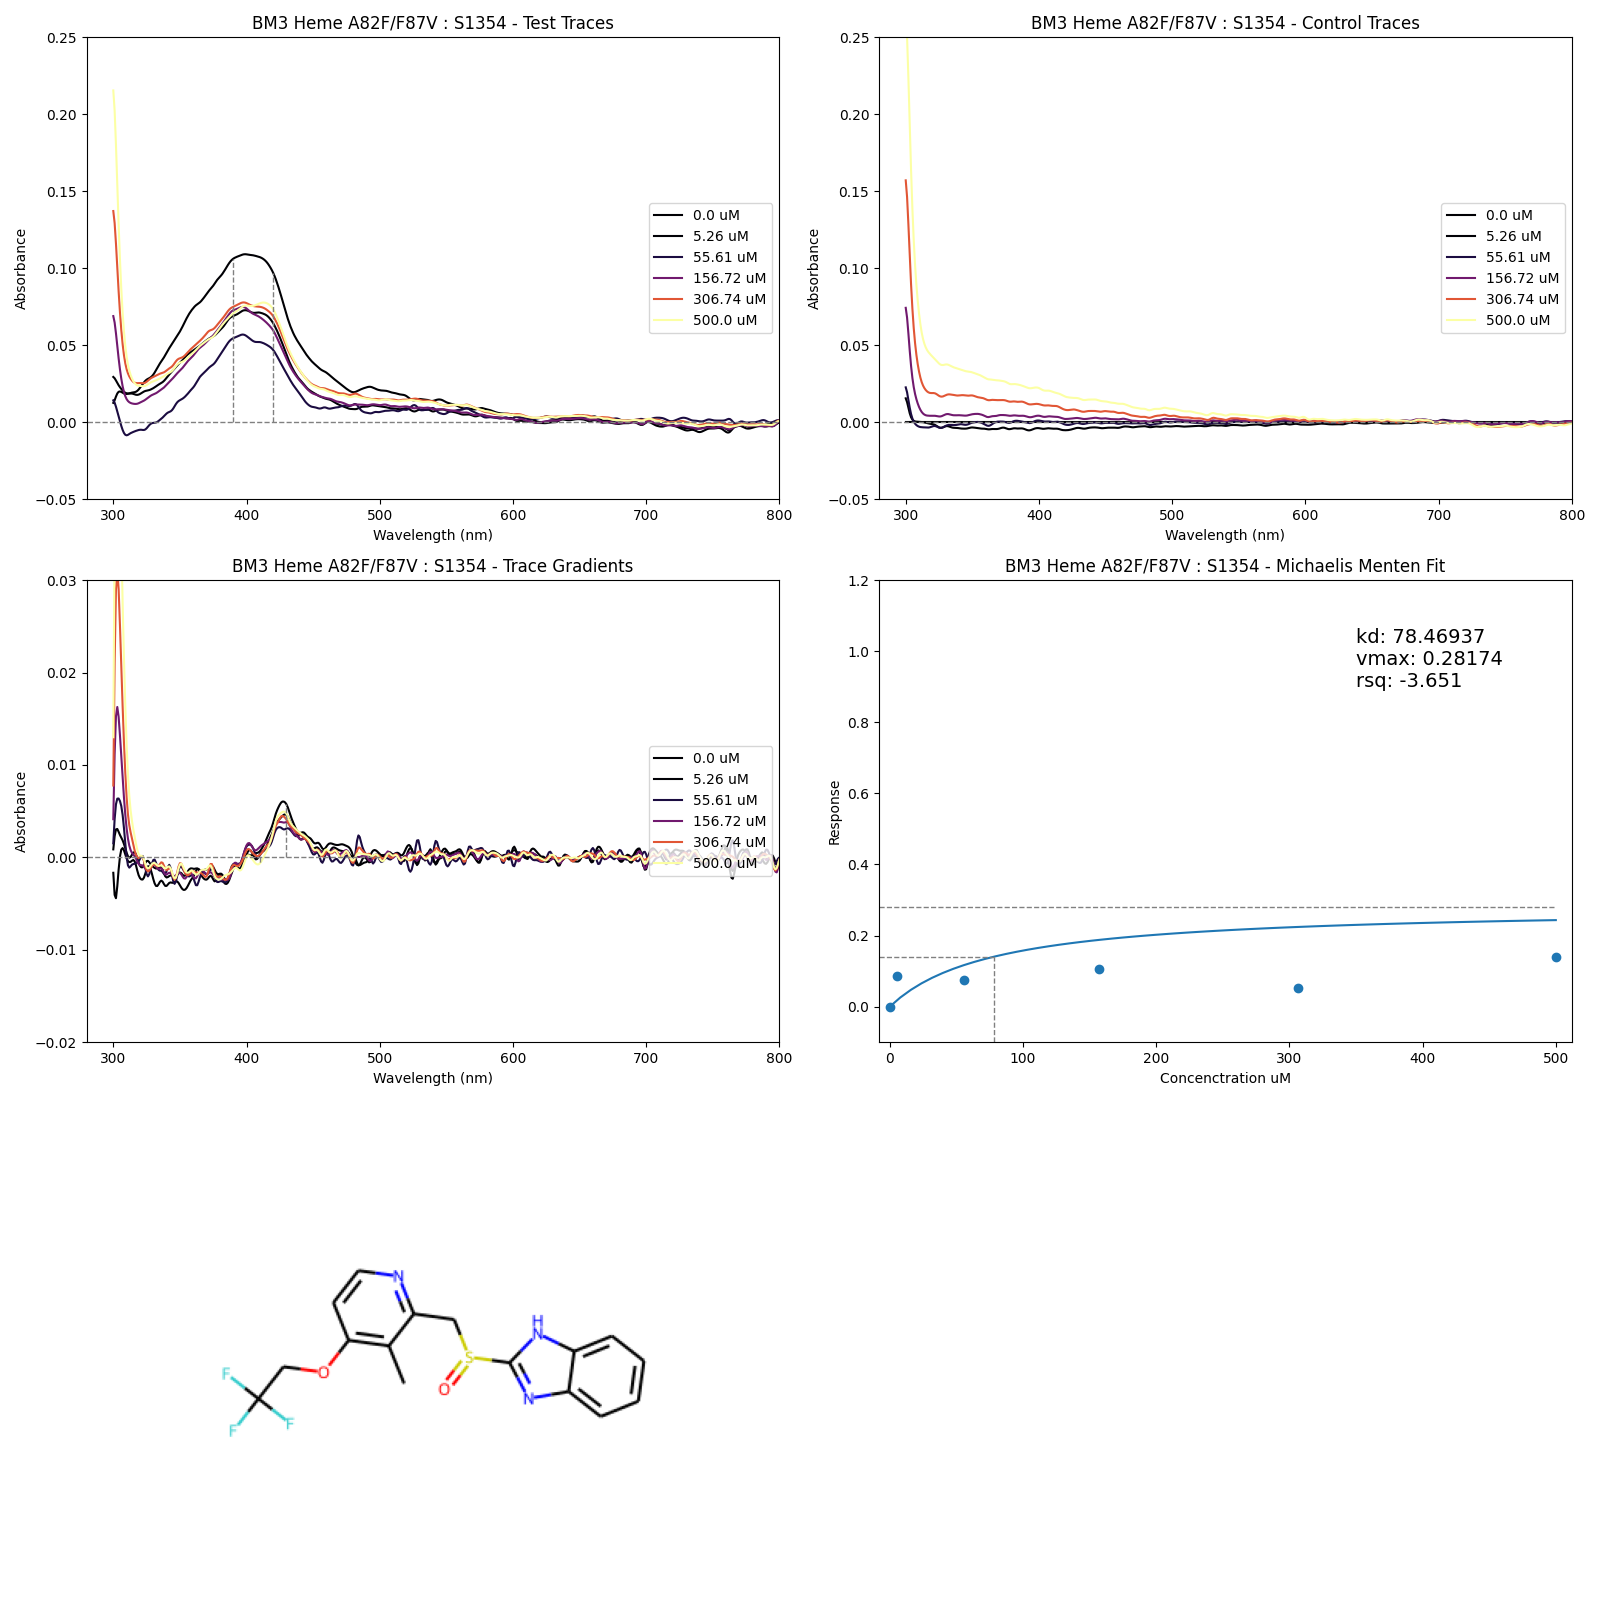 BM3 Heme A82F/F87V : S1354 - Test Traces
0.25
0.20
0.15
0.10
0.05
0.00
−0.05
Absorbance
300 400 500 600 700 800
Wavelength (nm)
0.0 uM
5.26 uM
55.61 uM
156.72 uM
306.74 uM
500.0 uM
BM3 Heme A82F/F87V : S1354 - Control Traces
0.25
0.20
0.15
0.10
0.05
0.00
−0.05
Absorbance
300 400 500 600 700 800
Wavelength (nm)
0.0 uM
5.26 uM
55.61 uM
156.72 uM
306.74 uM
500.0 uM
BM3 Heme A82F/F87V : S1354 - Trace Gradients
0.03
0.02
0.01
0.00
−0.01
−0.02
Absorbance
300 400 500 600 700 800
Wavelength (nm)
0.0 uM
5.26 uM
55.61 uM
156.72 uM
306.74 uM
500.0 uM
BM3 Heme A82F/F87V : S1354 - Michaelis Menten Fit
1.2
1.0
0.8
0.6
0.4
0.2
0.0
Response
kd: 78.46937
vmax: 0.28174
rsq: -3.651
0 100 200 300 400 500
Concenctration uM
N
H
N
S
O
N
O
F
F
F